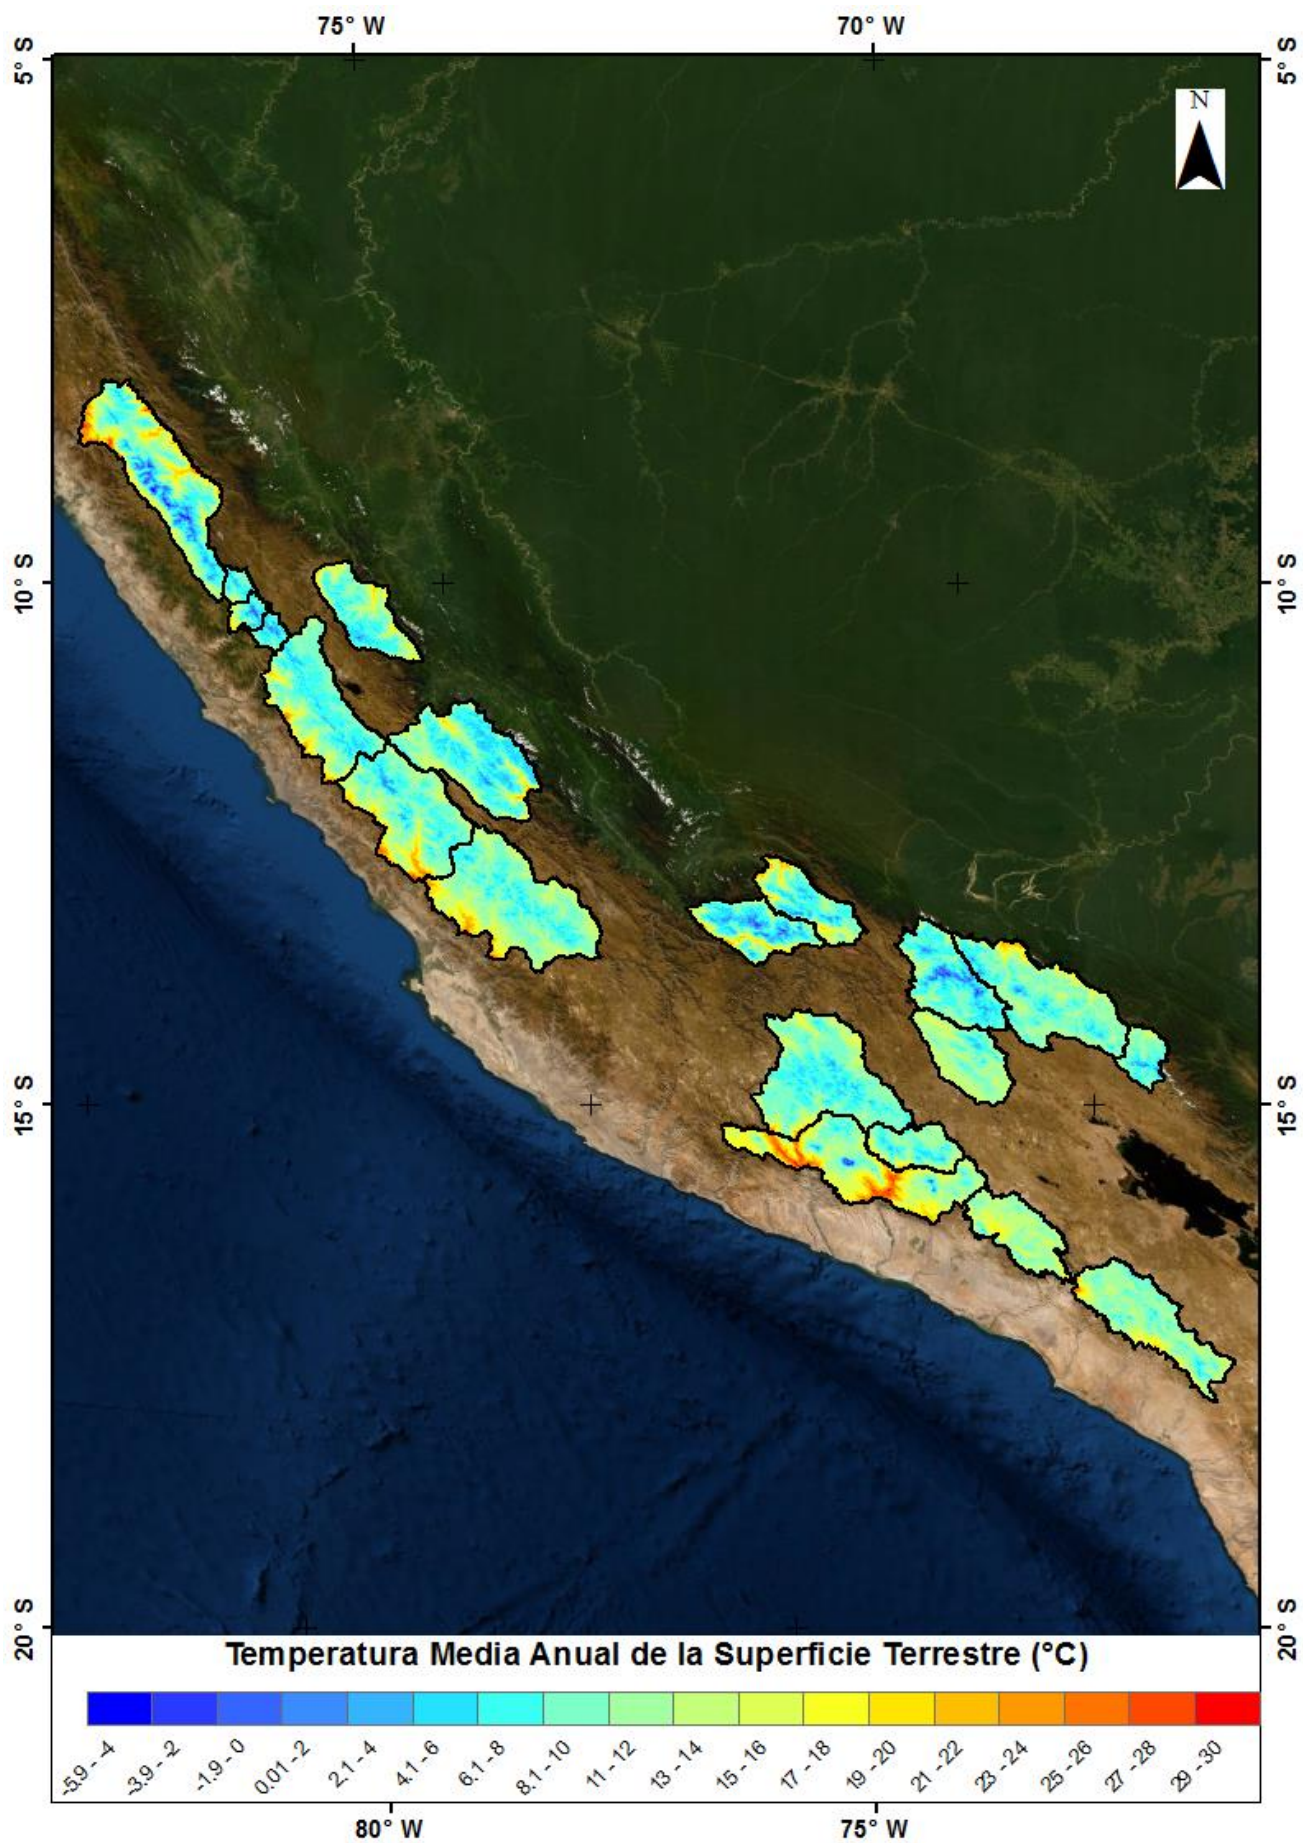 75° W 70° W
5° S 5° S
N
10° S 10° S
15° S 15° S
20° S 20° S
Temperatura Media Anual de la Superficie Terrestre (°C)
-5.9 - 4 -3.9 - 2 -1.9 - 0 0.01 - 2 2.1 - 4 4.1 - 6 6.1 - 8 8.1 - 10 11 - 12 13 - 14 15 - 16 17 - 18 19 - 20 21 - 22 23 - 24 25 - 26 27 - 28 29 - 30
80° W 75° W